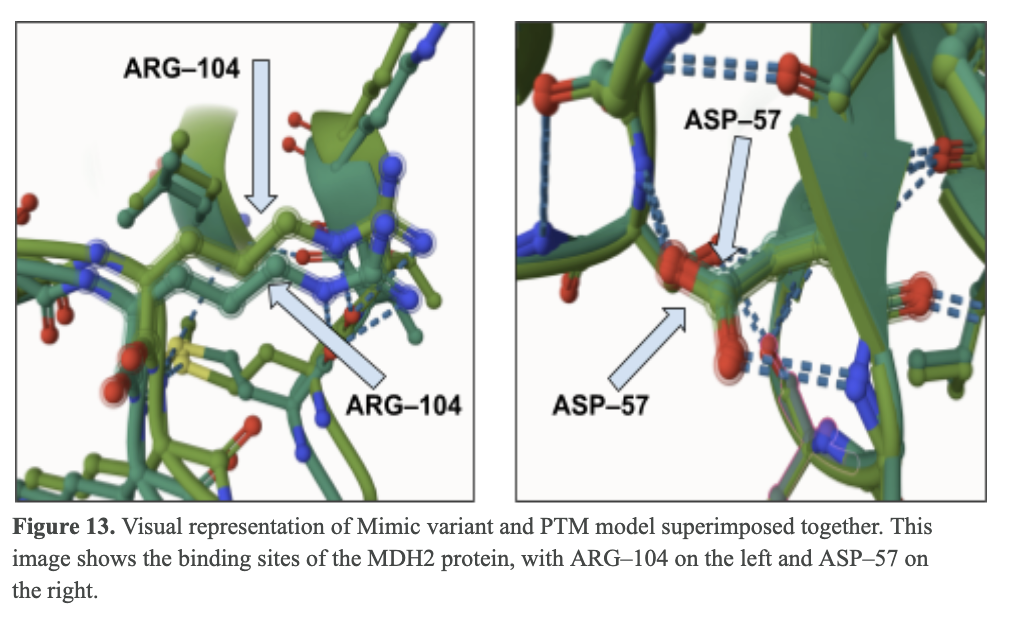 ARG–104
ARG–104
ASP–57
ASP–57
Figure 13. Visual representation of Mimic variant and PTM model superimposed together. This
image shows the binding sites of the MDH2 protein, with ARG–104 on the left and ASP–57 on
the right.